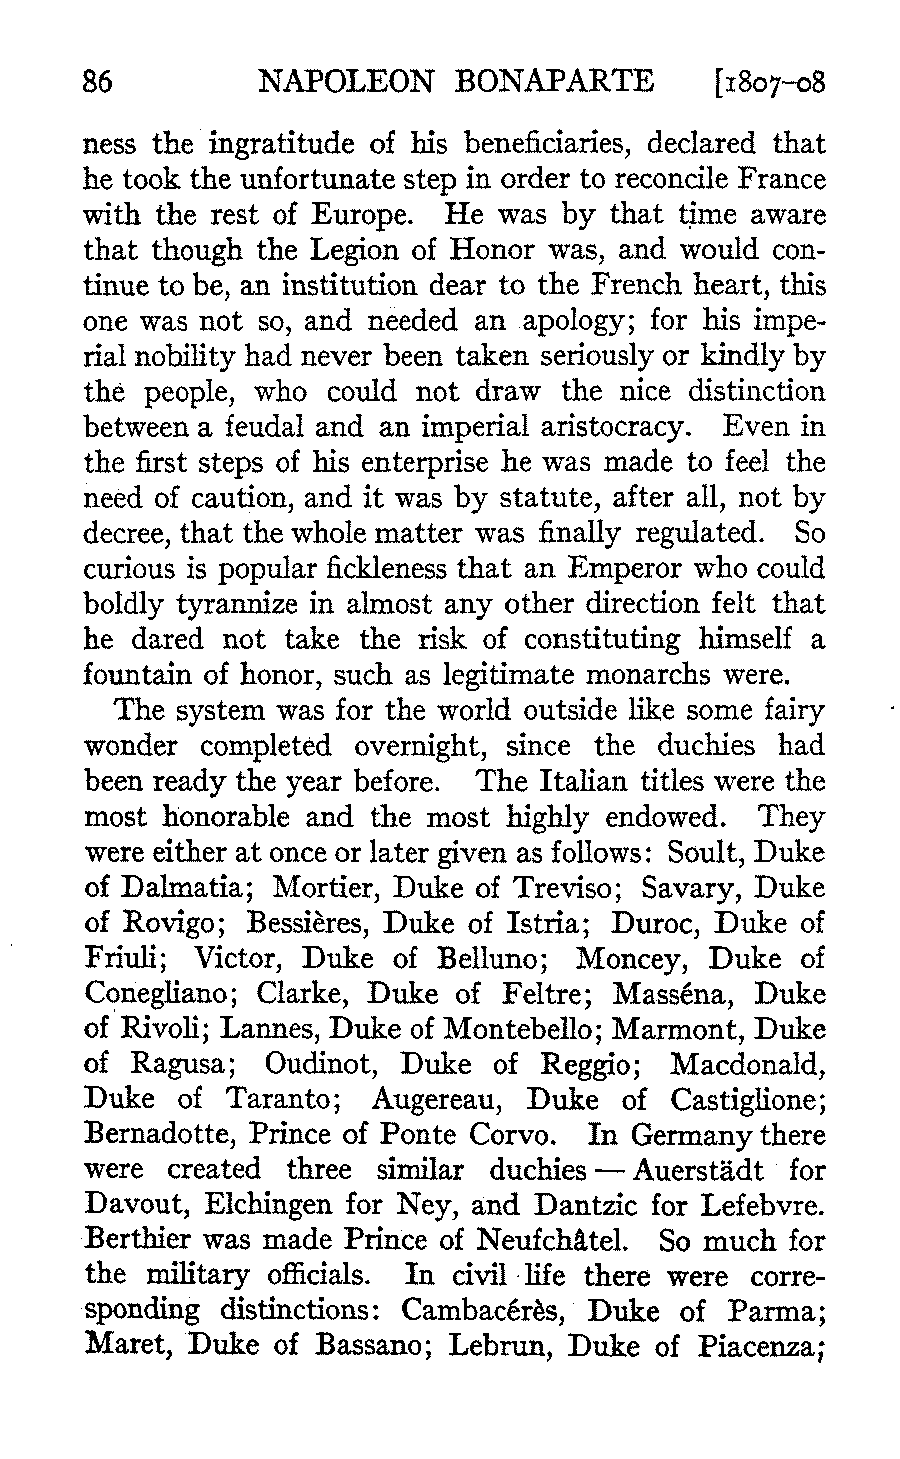 86 NAPOLEON BONAPARTE [1807-08
ness the ingratitude of his beneficiaries, declared that
he took the unfortunate step in order to reconcile France
with the rest of Europe. He was by that time aware
that though the Legion of Honor was, and would con-
tinue to be, an institution dear to the French heart, this
one was not so, and needed an apology; for his impe-
rial nobility had never been taken seriously or kindly by
the people, who could not draw the nice distinction
between a feudal and an imperial aristocracy. Even in
the first steps of his enterprise he was made to feel the
need of caution, and it was by statute, after all, not by
decree, that the whole matter was finally regulated. So
curious is popular fickleness that an Emperor who could
boldly tyrannize in almost any other direction felt that
he dared not take the risk of constituting himself a
fountain of honor, such as legitimate monarchs were.
The system was for the world outside like some fairy
wonder completed overnight, since the duchies had
been ready the year before. The Italian titles were the
most honorable and the most highly endowed. They
were either at once or later given as follows: Soult, Duke
of Dalmatia; Mortier, Duke of Treviso; Savary, Duke
of Rovigo; Bessières, Duke of Istria; Duroc, Duke of
Friuli; Victor, Duke of Belluno; Moncey, Duke of
Conegliano; Clarke, Duke of Feltre; Masséna, Duke
of Rivoli; Lannes, Duke of Montebello; Marmont, Duke
of Ragusa; Oudinot, Duke of Reggio; Macdonald,
Duke of Taranto; Augereau, Duke of Castiglione;
Bernadotte, Prince of Ponte Corvo. In Germany there
were created three similar duchies — Auerstädt for
Davout, Elchingen for Ney, and Dantzic for Lefebvre.
Berthier was made Prince of Neufchâtel. So much for
the military officials. In civil life there were corre-
sponding distinctions: Cambacérès, Duke of Parma;
Maret, Duke of Bassano; Lebrun, Duke of Piacenza;